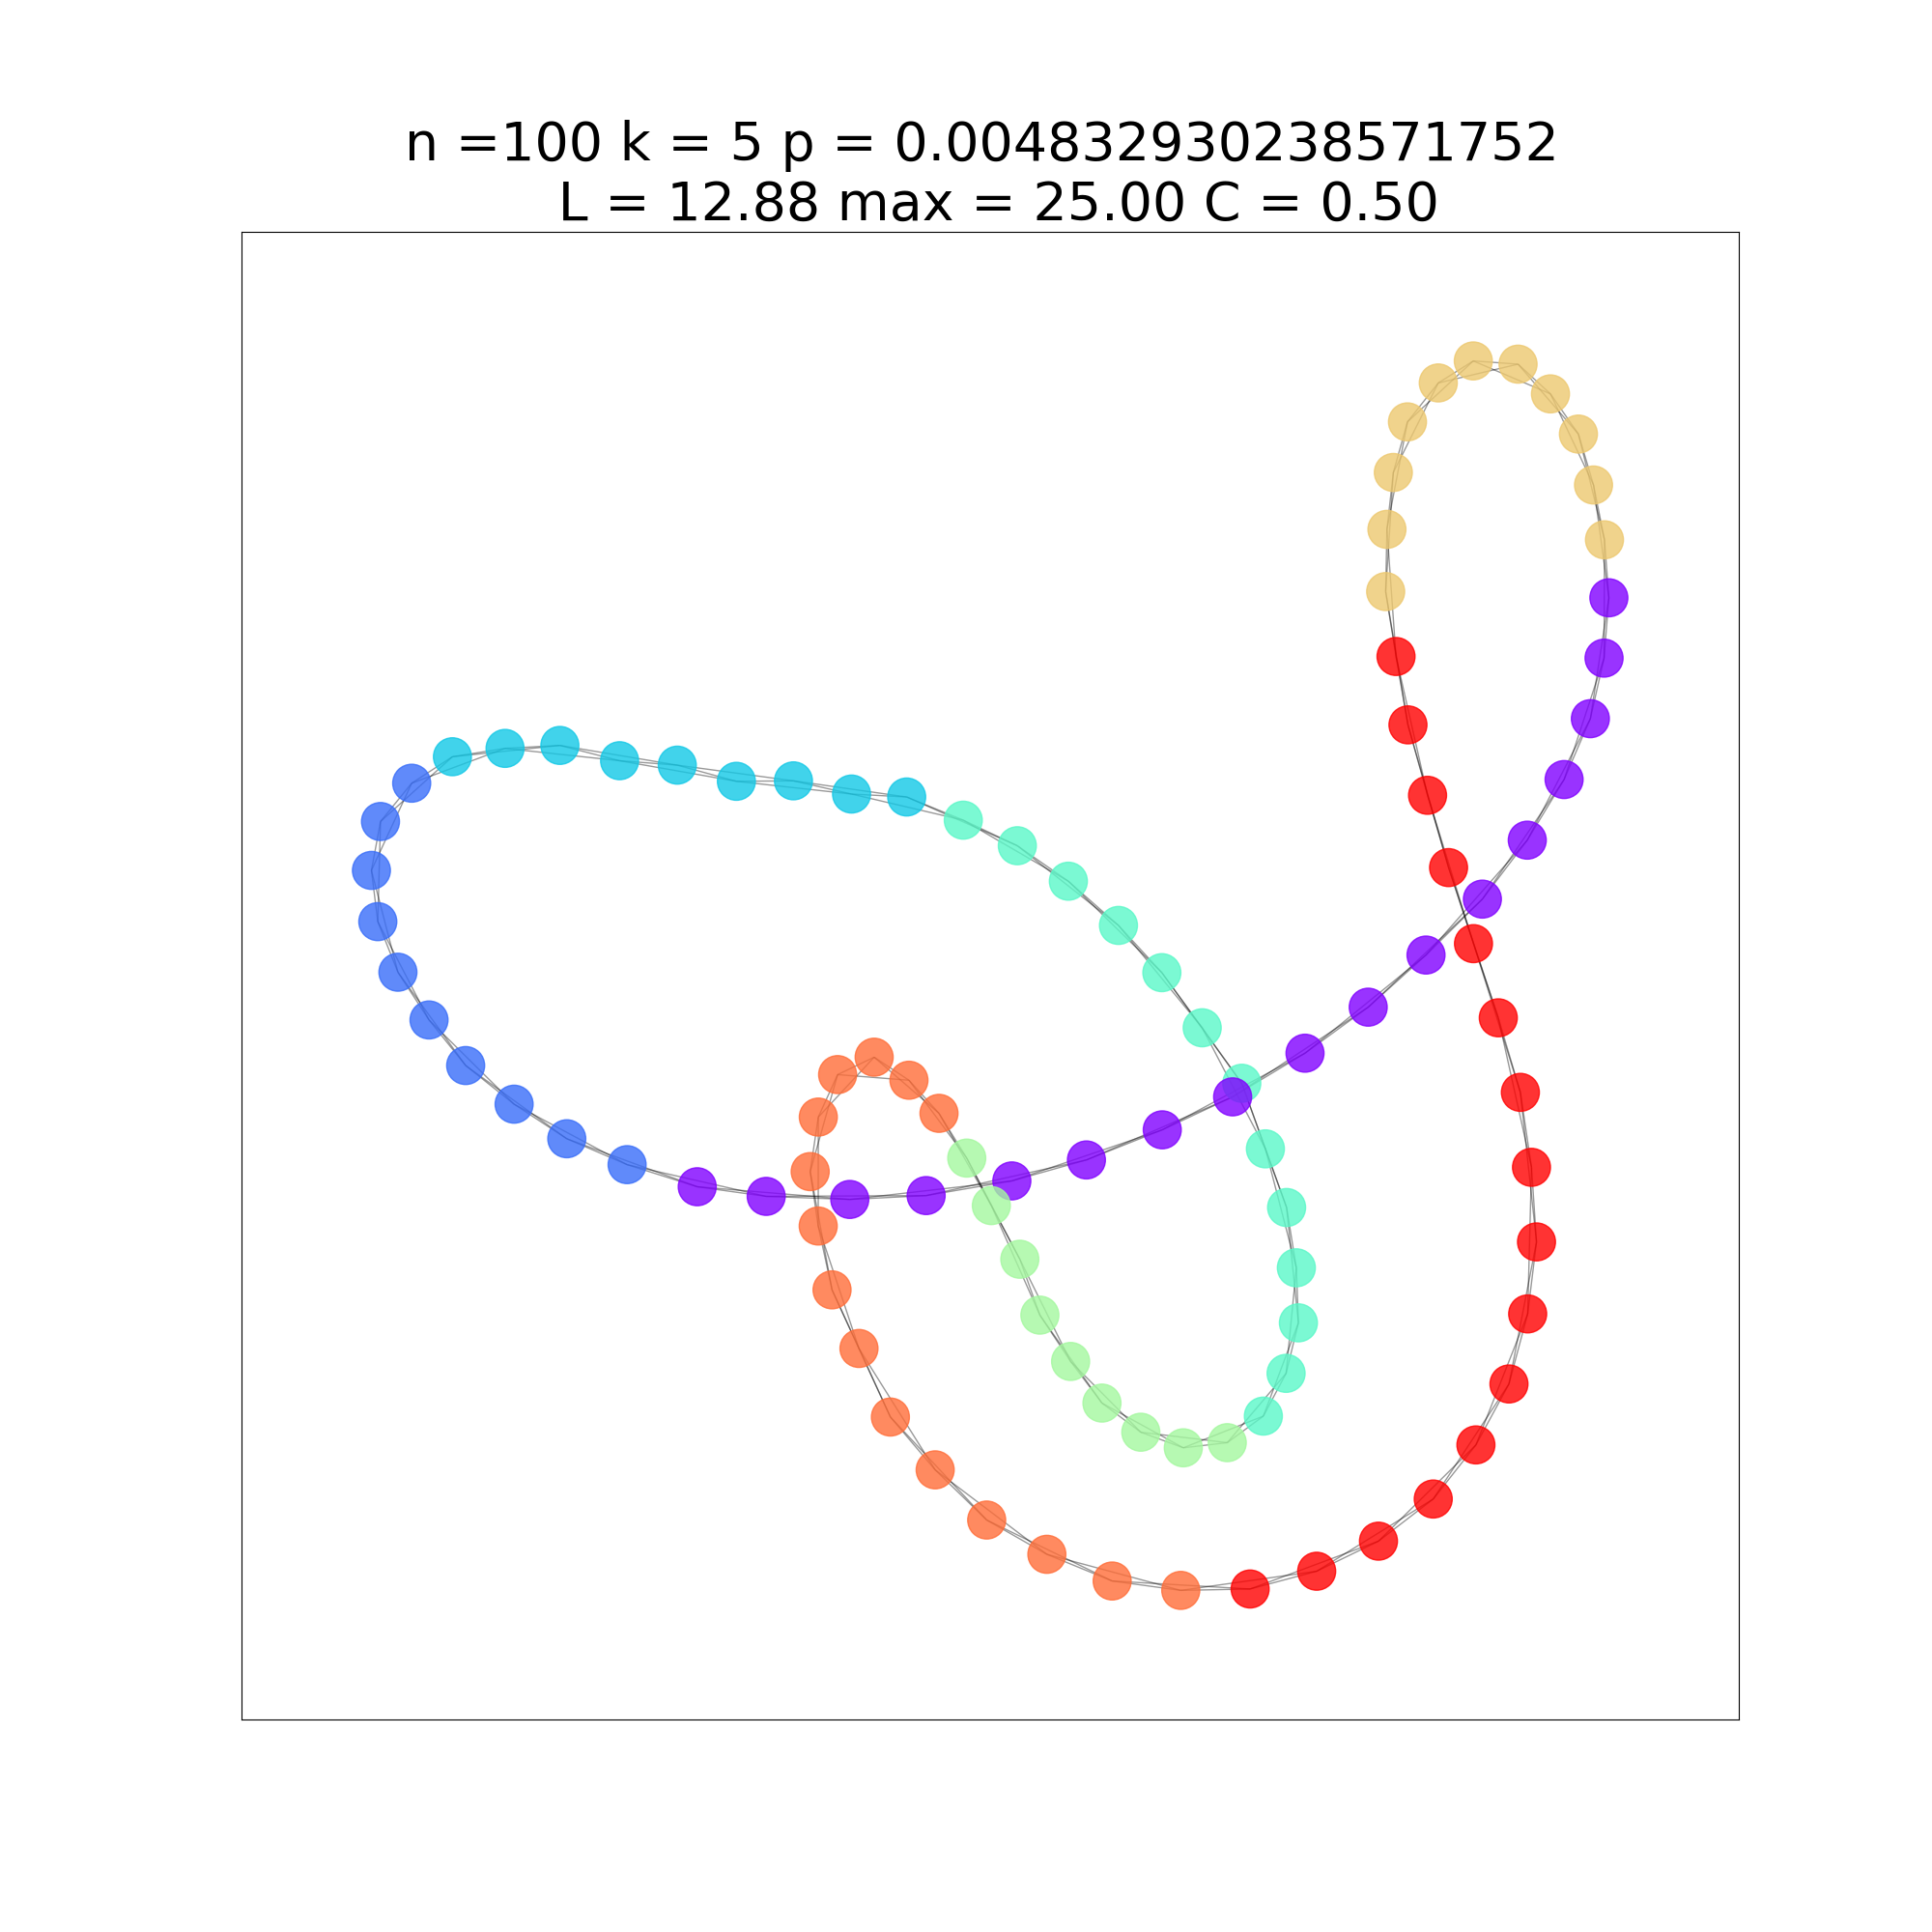 n =100 k = 5 p = 0.004832930238571752
L = 12.88 max = 25.00 C = 0.50